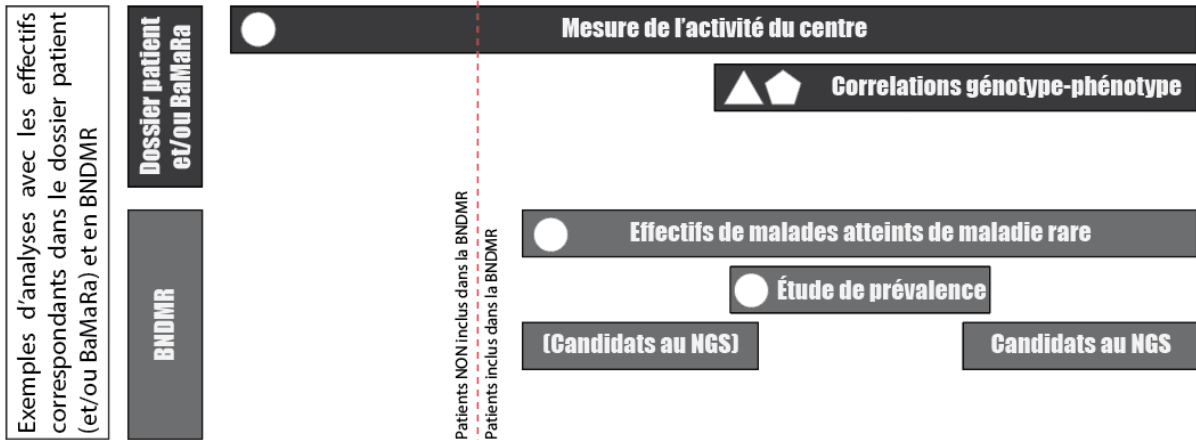 Exemples d'analyses avec les effectifs
correspondants dans le dossier patient
(et/ou BaMaRa) et en BNDMR
Dossier patient
et/ou BaMaRa
Mesure de l'activité du centre
Correlations génotype-phénotype
BNDMR
Patients NON inclus dans la BNDMR
Patients inclus dans la BNDMR
Effectifs de malades atteints de maladie rare
Étude de prévalence
(Candidats au NGS)
Candidats au NGS